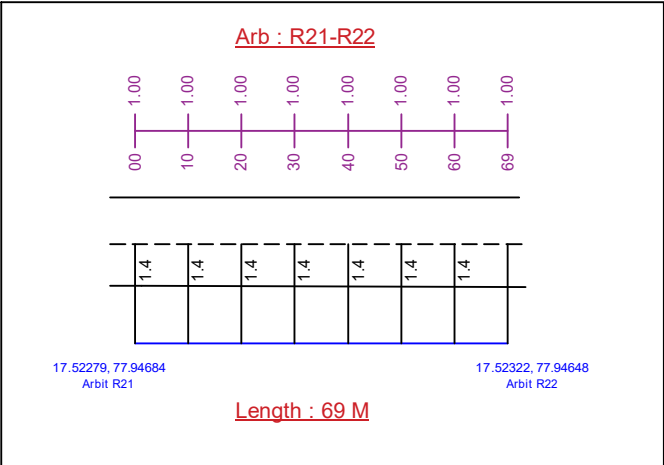 Arb : R21-R22
1.00 1.00 1.00 1.00 1.00 1.00 1.00 1.00
00 10 20 30 40 50 60 69
1.4 1.4 1.4 1.4 1.4 1.4 1.4
17.52279, 77.94684
Arbit R21
17.52322, 77.94648
Arbit R22
Length : 69 M